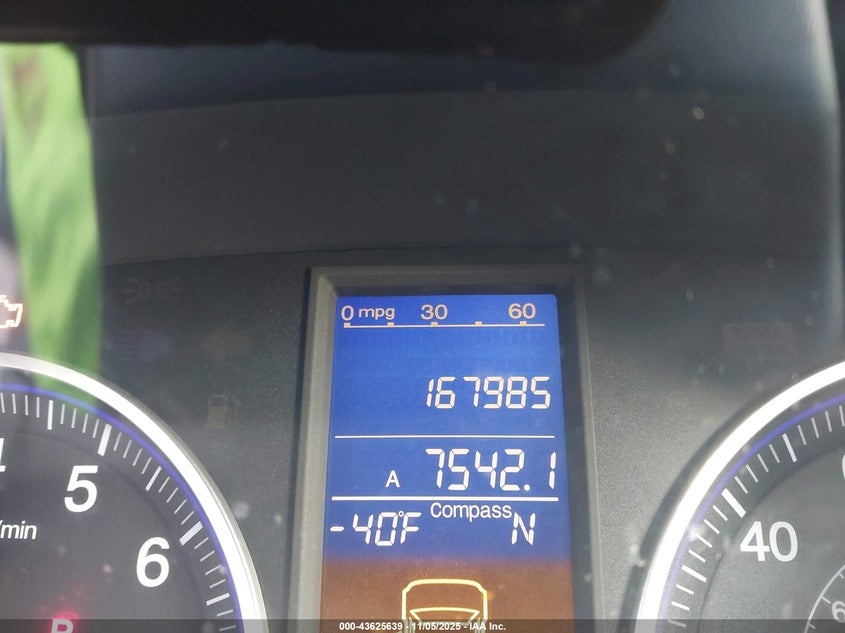 0 mpg 30 60
167985
A 7542.1
Compass
-40°F N
5
/min
6
40
P
000-43625639 - 11/05/2025 - IAA Inc.